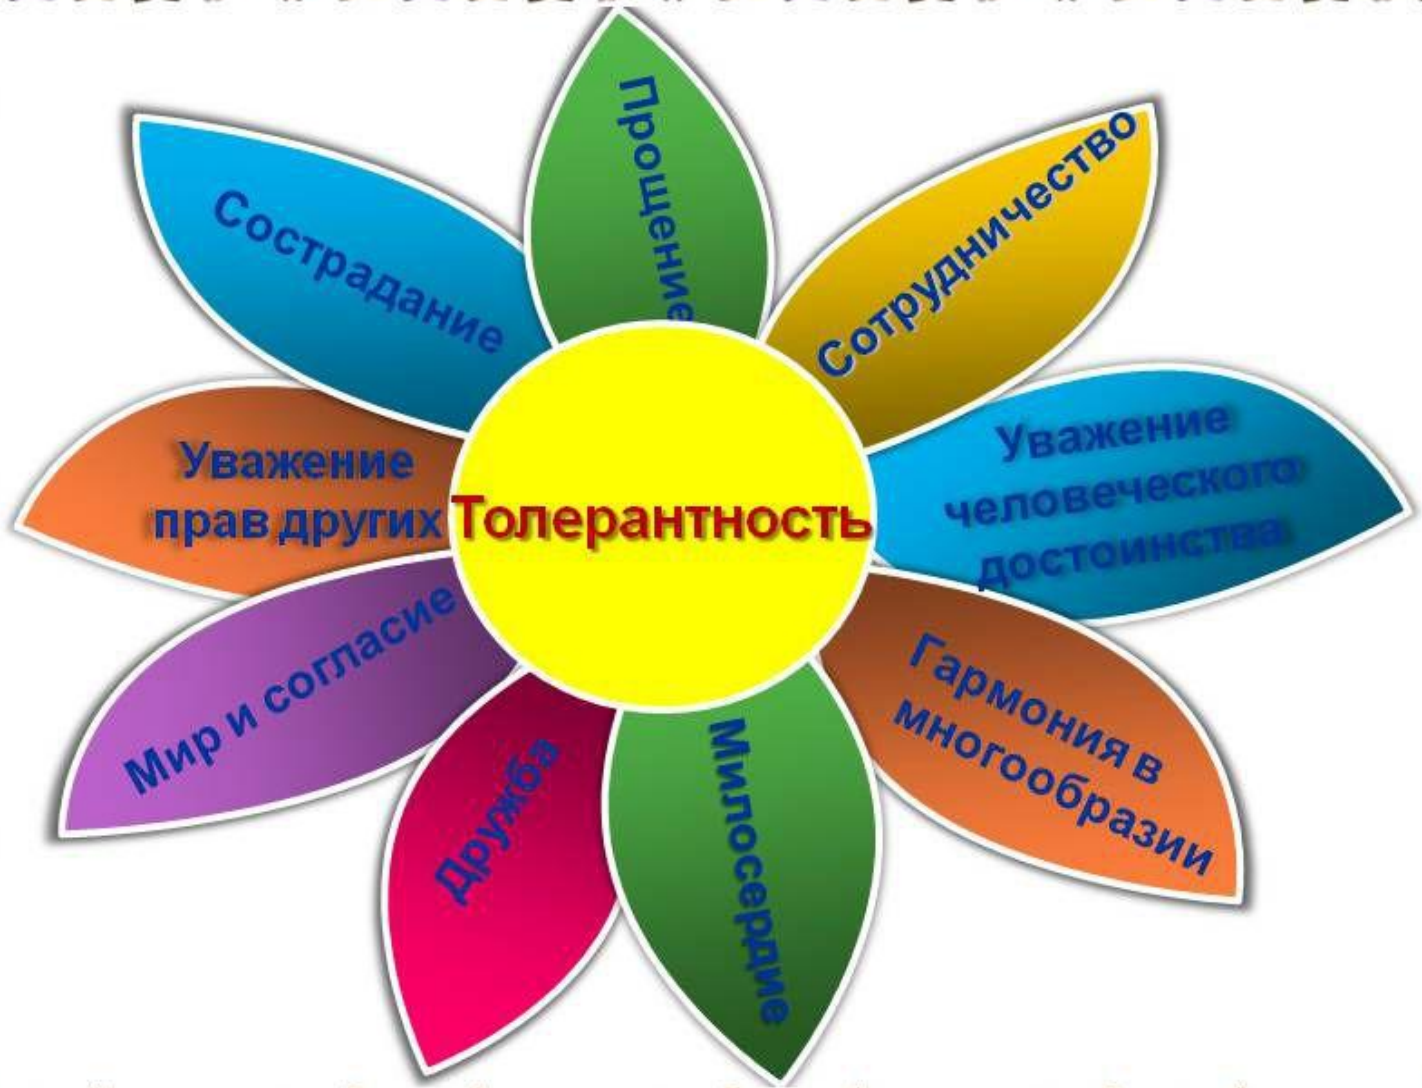 Прощение
Сотрудничество
Сострадание
Уважение
человеческого
достоинства
Уважение
прав других
Толерантность
Мир и согласие
Гармония в
многообразии
Дружба
Милосердие